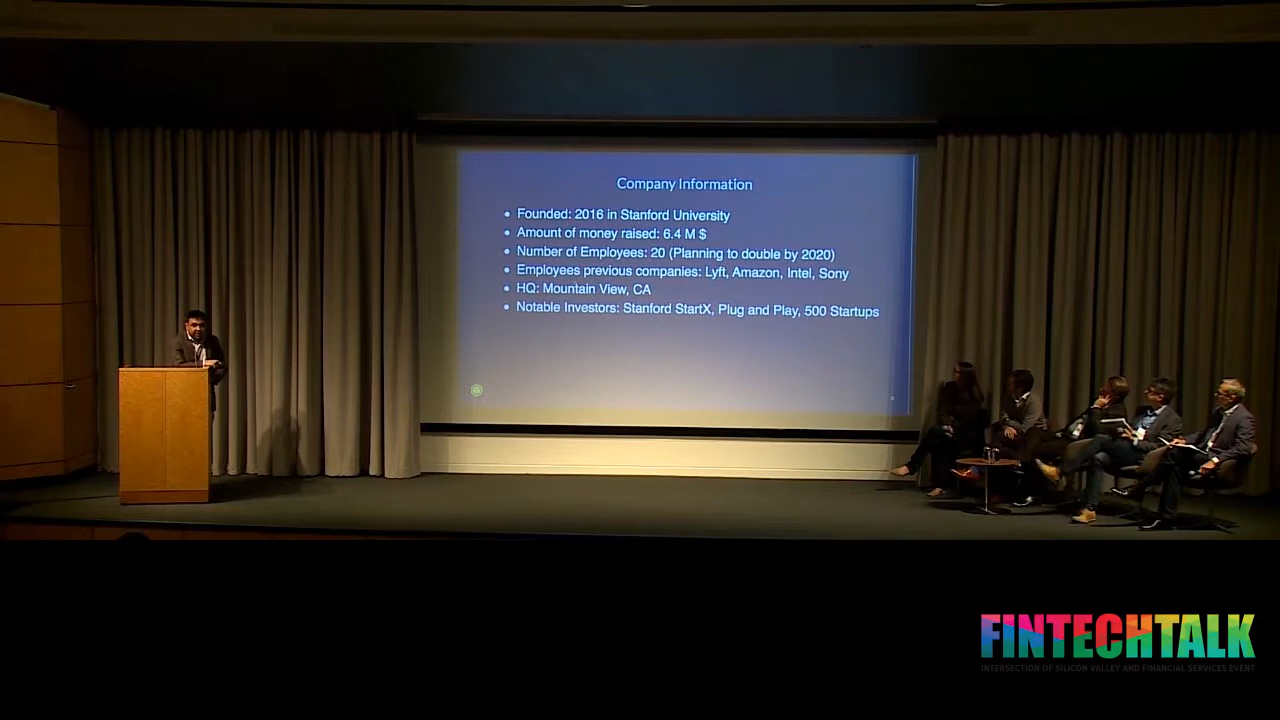 Company Information
• Founded: 2016 in Stanford University
• Amount of money raised: 6.4 M $
• Number of Employees: 20 (Planning to double by 2020)
• Employees previous companies: Lyft, Amazon, Intel, Sony
• HQ: Mountain View, CA
• Notable Investors: Stanford StartX, Plug and Play, 500 Startups
FINTECHTALK
INTERSECTION OF SILICON VALLEY AND FINANCIAL SERVICES EVENT